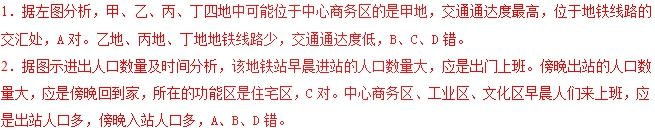 1．据左图分析，甲、乙、丙、丁四地中可能位于中心商务区的是甲地，交通通达度最高，位于地铁线路的
交汇处，A 对。乙地、丙地、丁地地铁线路少，交通通达度低，B、C、D 错。
2．据图示进出人口数量及时间分析，该地铁站早晨进站的人口数量大，应是出门上班。傍晚出站的人口数
量大，应是傍晚回到家，所在的功能区是住宅区，C 对。中心商务区、工业区、文化区早晨人们来上班，应
是出站人口多，傍晚入站人口多，A、B、D 错。